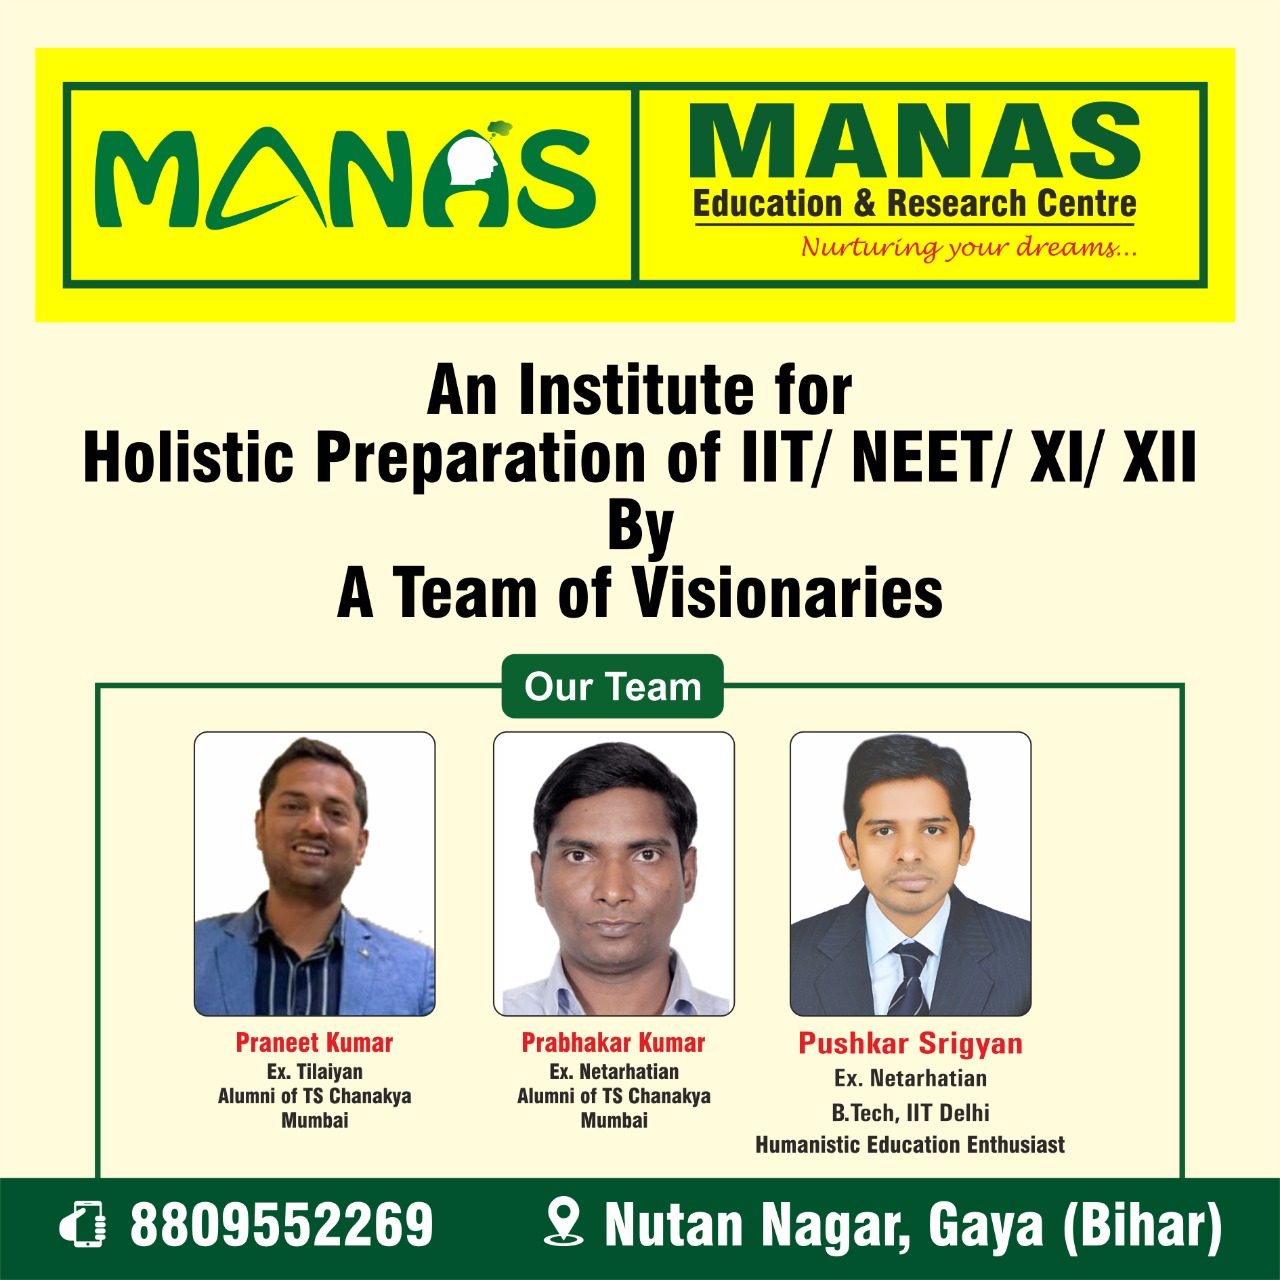 MANAS
MANAS
Education & Research Centre
Nurturing your dreams...
An Institute for
Holistic Preparation of IIT/ NEET/ XI/ XII
By
A Team of Visionaries
Our Team
Praneet Kumar
Ex. Tilaiyan
Alumni of TS Chanakya
Mumbai
Prabhakar Kumar
Ex. Netarhatian
Alumni of TS Chanakya
Mumbai
Pushkar Srigyan
Ex. Netarhatian
B.Tech, IIT Delhi
Humanistic Education Enthusiast
8809552269
Nutan Nagar, Gaya (Bihar)